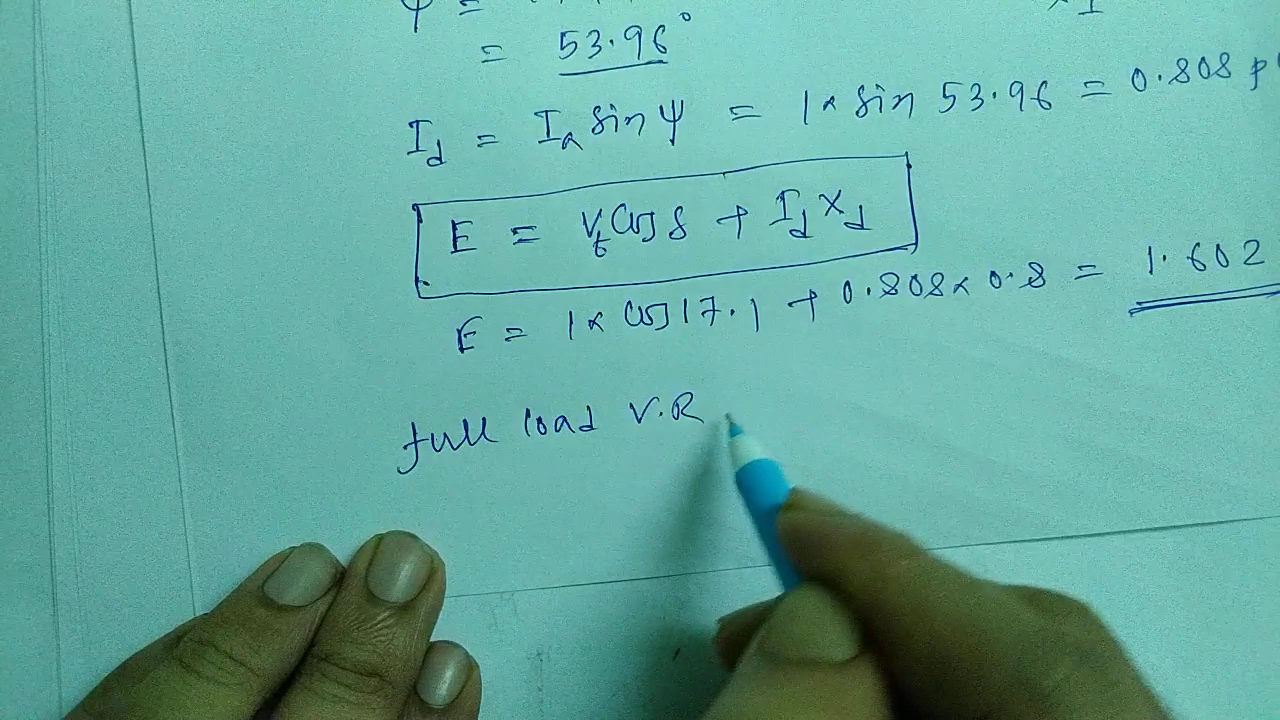 ψ =
= 53.96°
I_d = I_a sin ψ = 1 × sin 53.96 = 0.808 p
E = V_t Cos δ + I_d X_d
E = 1 × Cos 17.1 + 0.808 × 0.8 = 1.602
full load V.R